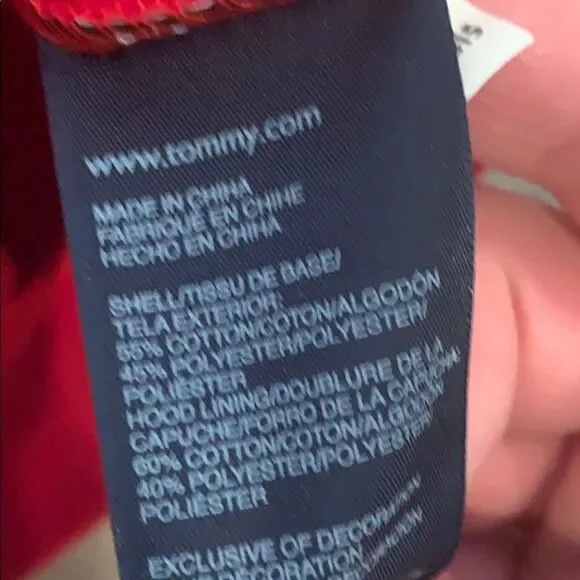 www.tommy.com
MADE IN CHINA
FABRIQUÉ EN CHINE
HECHO EN CHINA
SHELL/TISSU DE BASE/
TELA EXTERIOR:
55% COTTON/COTON/ALGODÓN
45% POLYESTER/POLYESTER/
POLIÉSTER
HOOD LINING/DOUBLURE DE LA
CAPUCHE/FORRO DE LA CAPUCHA:
60% COTTON/COTON/ALGODÓN
40% POLYESTER/POLYESTER/
POLIÉSTER
EXCLUSIVE OF DECORATION